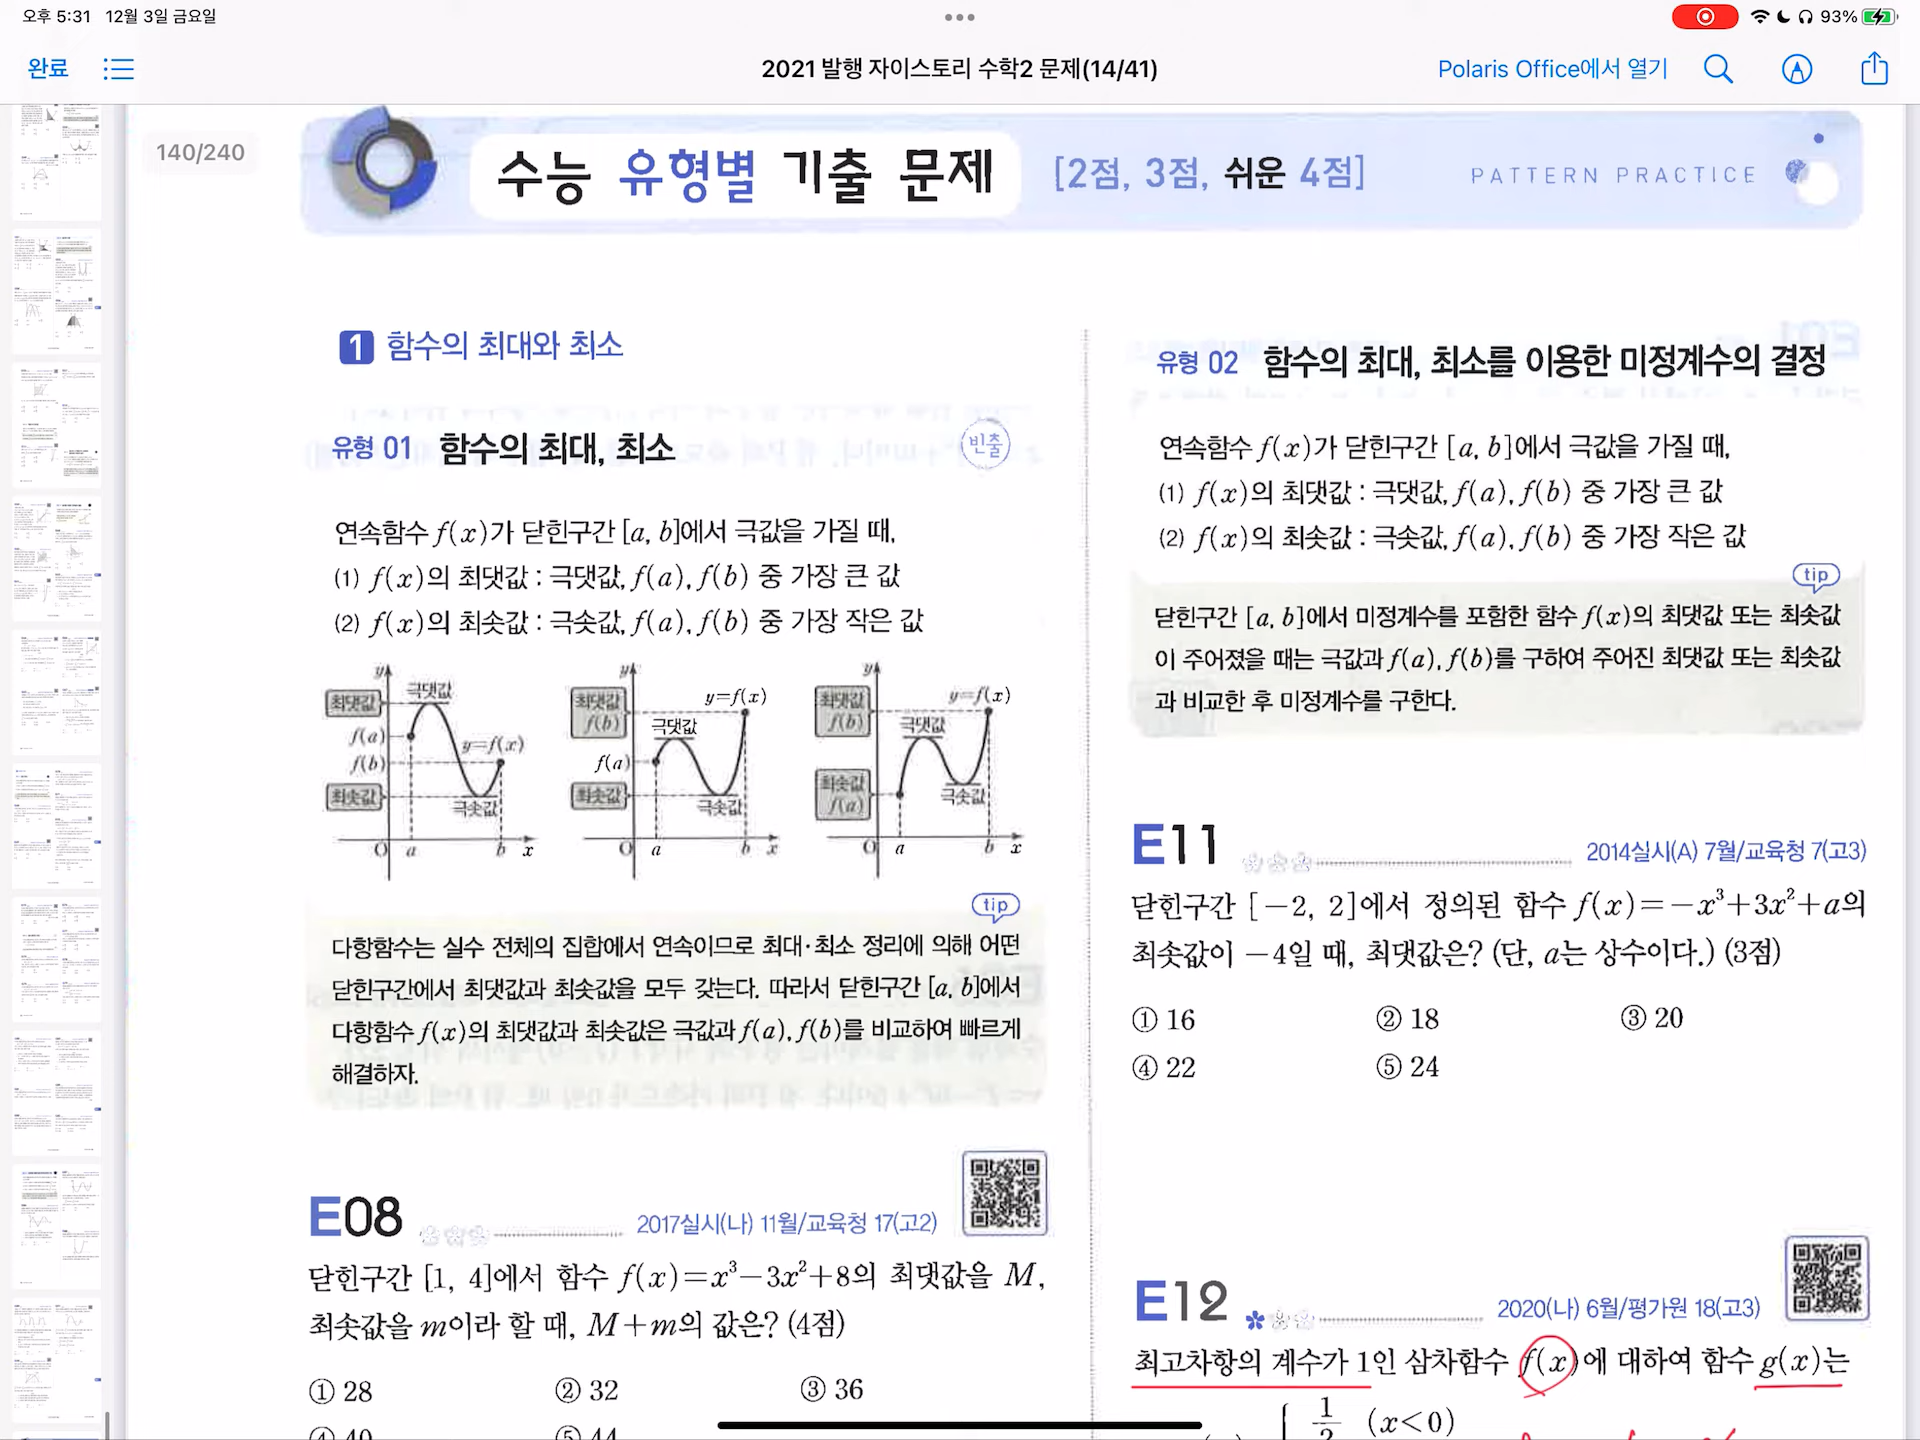 오후 5:31 12월 3일 금요일
93%
완료
2021 발행 자이스토리 수학2 문제(14/41)
Polaris Office에서 열기
140/240
수능 유형별 기출 문제 [2점, 3점, 쉬운 4점]
PATTERN PRACTICE
1 함수의 최대와 최소
유형 01 함수의 최대, 최소
빈출
연속함수 f(x)가 닫힌구간 [a, b]에서 극값을 가질 때,
(1) f(x)의 최댓값 : 극댓값, f(a), f(b) 중 가장 큰 값
(2) f(x)의 최솟값 : 극솟값, f(a), f(b) 중 가장 작은 값
y
최댓값
극댓값
f(a)
y=f(x)
f(b)
최솟값
극솟값
O a b x
y
최댓값
f(b)
y=f(x)
극댓값
f(a)
최솟값
극솟값
O a b x
y
최댓값
f(b)
y=f(x)
극댓값
최솟값
f(a)
극솟값
O a b x
tip
다항함수는 실수 전체의 집합에서 연속이므로 최대·최소 정리에 의해 어떤
닫힌구간에서 최댓값과 최솟값을 모두 갖는다. 따라서 닫힌구간 [a, b]에서
다항함수 f(x)의 최댓값과 최솟값은 극값과 f(a), f(b)를 비교하여 빠르게
해결하자.
E08
2017실시(나) 11월/교육청 17(고2)
닫힌구간 [1, 4]에서 함수 f(x)=x³-3x²+8의 최댓값을 M,
최솟값을 m이라 할 때, M+m의 값은? (4점)
① 28 ② 32 ③ 36
④ 40 ⑤ 44
유형 02 함수의 최대, 최소를 이용한 미정계수의 결정
연속함수 f(x)가 닫힌구간 [a, b]에서 극값을 가질 때,
(1) f(x)의 최댓값 : 극댓값, f(a), f(b) 중 가장 큰 값
(2) f(x)의 최솟값 : 극솟값, f(a), f(b) 중 가장 작은 값
tip
닫힌구간 [a, b]에서 미정계수를 포함한 함수 f(x)의 최댓값 또는 최솟값
이 주어졌을 때는 극값과 f(a), f(b)를 구하여 주어진 최댓값 또는 최솟값
과 비교한 후 미정계수를 구한다.
E11
2014실시(A) 7월/교육청 7(고3)
닫힌구간 [-2, 2]에서 정의된 함수 f(x)=-x³+3x²+a의
최솟값이 -4일 때, 최댓값은? (단, a는 상수이다.) (3점)
① 16 ② 18 ③ 20
④ 22 ⑤ 24
E12
2020(나) 6월/평가원 18(고3)
최고차항의 계수가 1인 삼차함수 f(x)에 대하여 함수 g(x)는
1/2 (x<0)